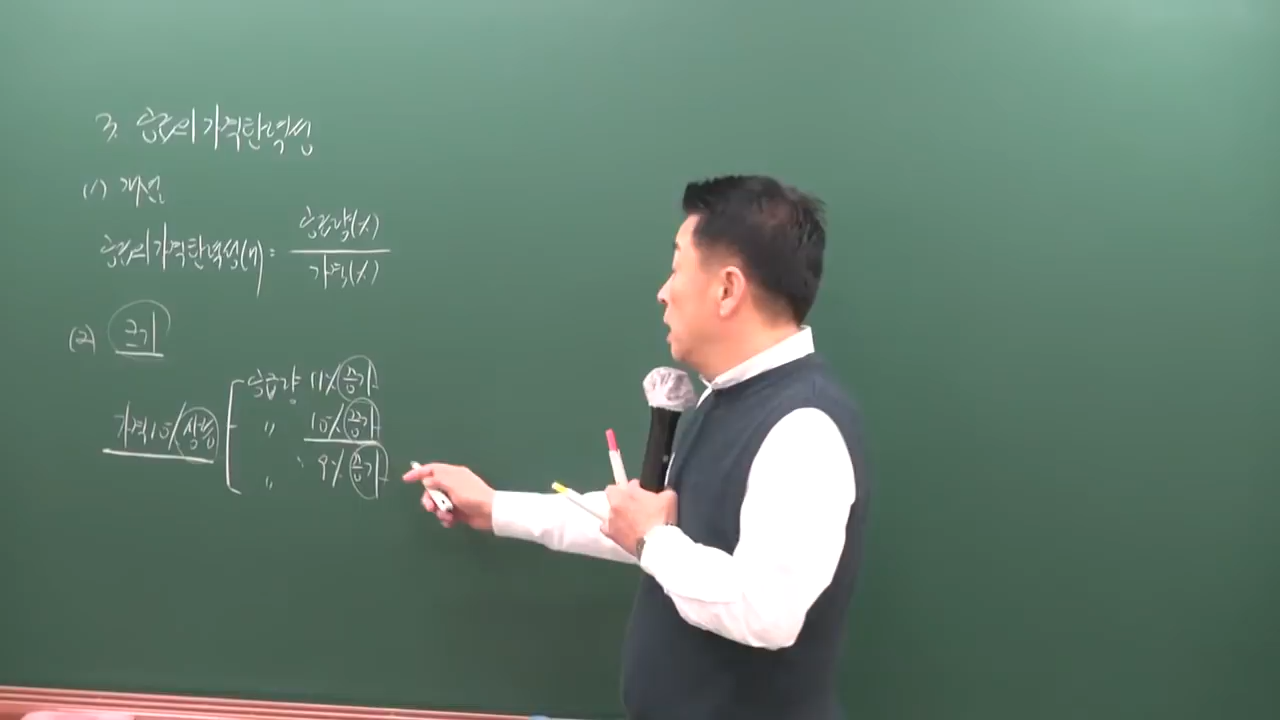 3. 공급의 가격탄력성
(1) 개념
공급의 가격탄력성(η) = 공급량(%)
가격(%)
(2) 크기
공급량 11% 증가
가격 10% 상승 〃 10% 증가
〃 9% 증가